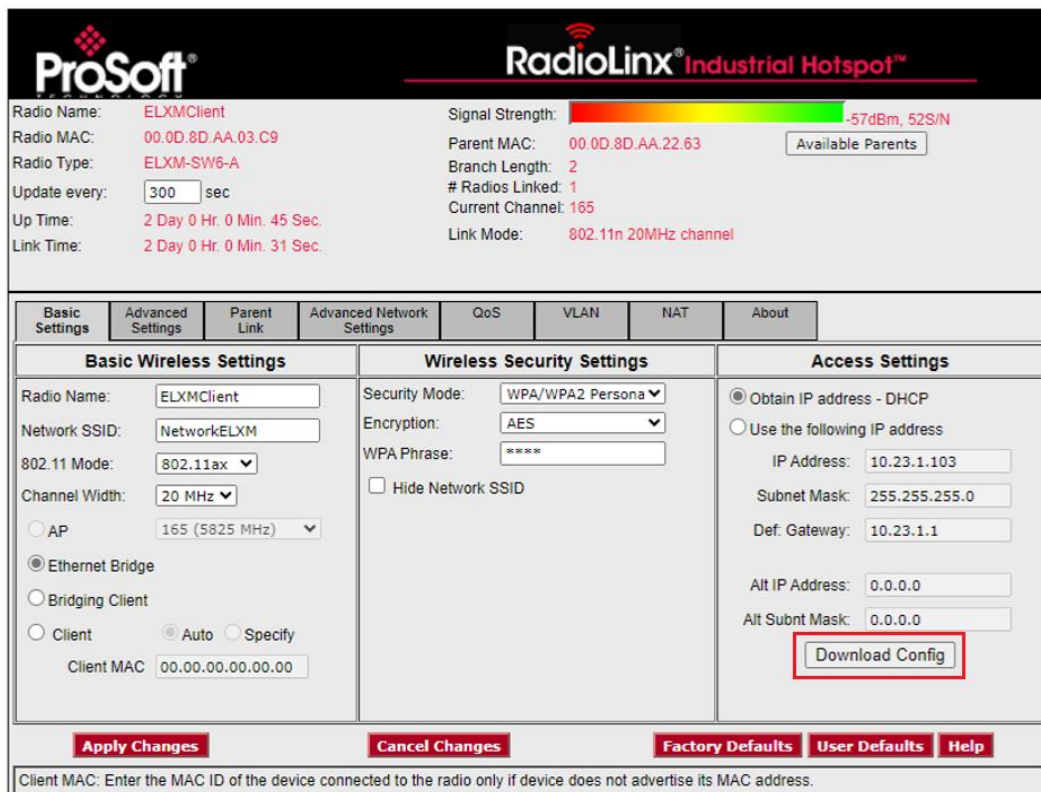 ProSoft®
TECHNOLOGY
RadioLinx® Industrial Hotspot™
Radio Name: ELXMClient
Radio MAC: 00.0D.8D.AA.03.C9
Radio Type: ELXM-SW6-A
Update every: 300 sec
Up Time: 2 Day 0 Hr. 0 Min. 45 Sec.
Link Time: 2 Day 0 Hr. 0 Min. 31 Sec.
Signal Strength: -57dBm, 52S/N
Parent MAC: 00.0D.8D.AA.22.63 Available Parents
Branch Length: 2
# Radios Linked: 1
Current Channel: 165
Link Mode: 802.11n 20MHz channel
Basic Settings
Advanced Settings
Parent Link
Advanced Network Settings
QoS
VLAN
NAT
About
Basic Wireless Settings
Radio Name: ELXMClient
Network SSID: NetworkELXM
802.11 Mode: 802.11ax
Channel Width: 20 MHz
AP 165 (5825 MHz)
Ethernet Bridge
Bridging Client
Client Auto Specify
Client MAC 00.00.00.00.00.00
Wireless Security Settings
Security Mode: WPA/WPA2 Persona
Encryption: AES
WPA Phrase: ****
Hide Network SSID
Access Settings
Obtain IP address - DHCP
Use the following IP address
IP Address: 10.23.1.103
Subnet Mask: 255.255.255.0
Def: Gateway: 10.23.1.1
Alt IP Address: 0.0.0.0
Alt Subnt Mask: 0.0.0.0
Download Config
Apply Changes Cancel Changes Factory Defaults User Defaults Help
Client MAC: Enter the MAC ID of the device connected to the radio only if device does not advertise its MAC address.